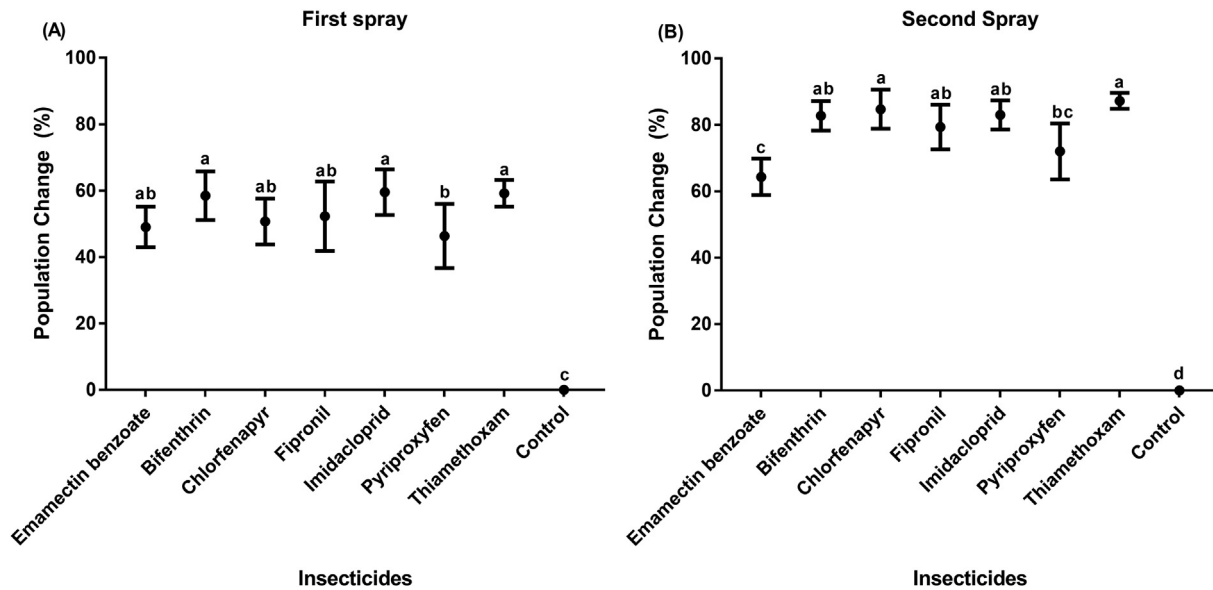 First spray
(A)
Population Change (%)
100
80
60
40
20
0
ab
a
ab
ab
a
b
a
c
Emamectin benzoate
Bifenthrin
Chlorfenapyr
Fipronil
Imidacloprid
Pyriproxyfen
Thiamethoxam
Control
Insecticides
Second Spray
(B)
Population Change (%)
100
80
60
40
20
0
c
ab
a
ab
ab
bc
a
d
Emamectin benzoate
Bifenthrin
Chlorfenapyr
Fipronil
Imidacloprid
Pyriproxyfen
Thiamethoxam
Control
Insecticides